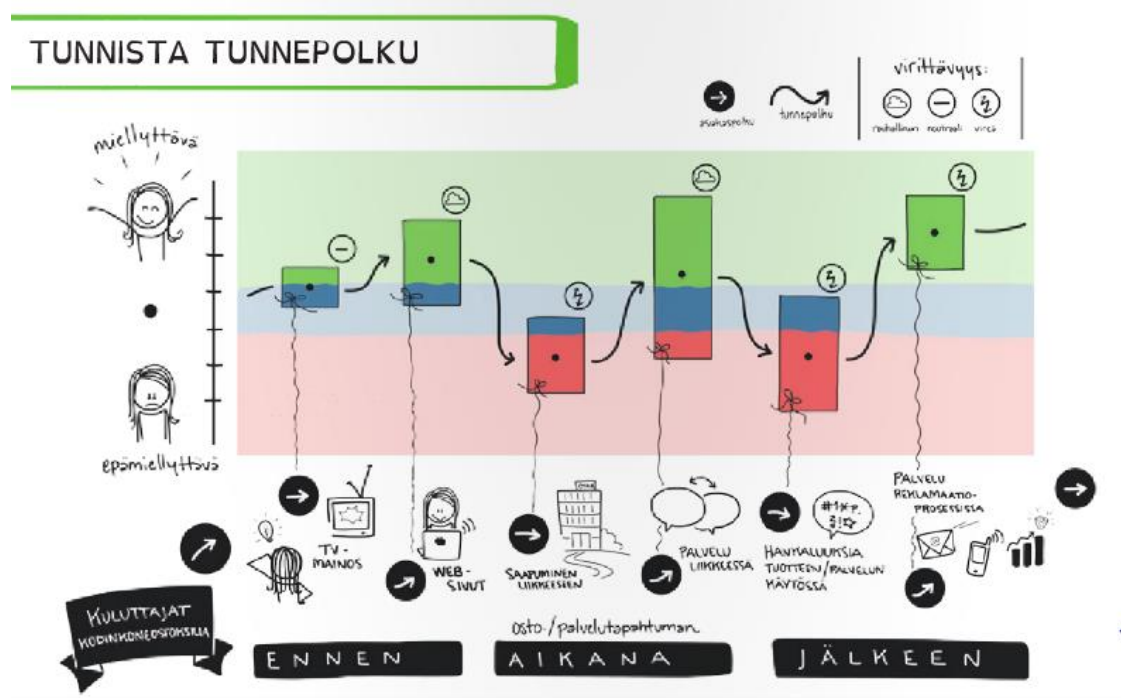 TUNNISTA TUNNEPOLKU
virittävyys:
asiakaspolku
tunnepolku
rauhallinen
neutraali
vireä
miellyttävä
epämiellyttävä
TV-
MAINOS
WEB-
SIVUT
SAAPUMINEN
LIIKKEESEEN
PALVELU
LIIKKEESSÄ
HANKALUUKSIA
TUOTTEEN/PALVELUN
KÄYTÖSSÄ
PALVELU
REKLAMAATIO-
PROSESSISSA
KULUTTAJAT
KODINKONEOSTOKSILLA
osto-/palvelutapahtuman
ENNEN
AIKANA
JÄLKEEN